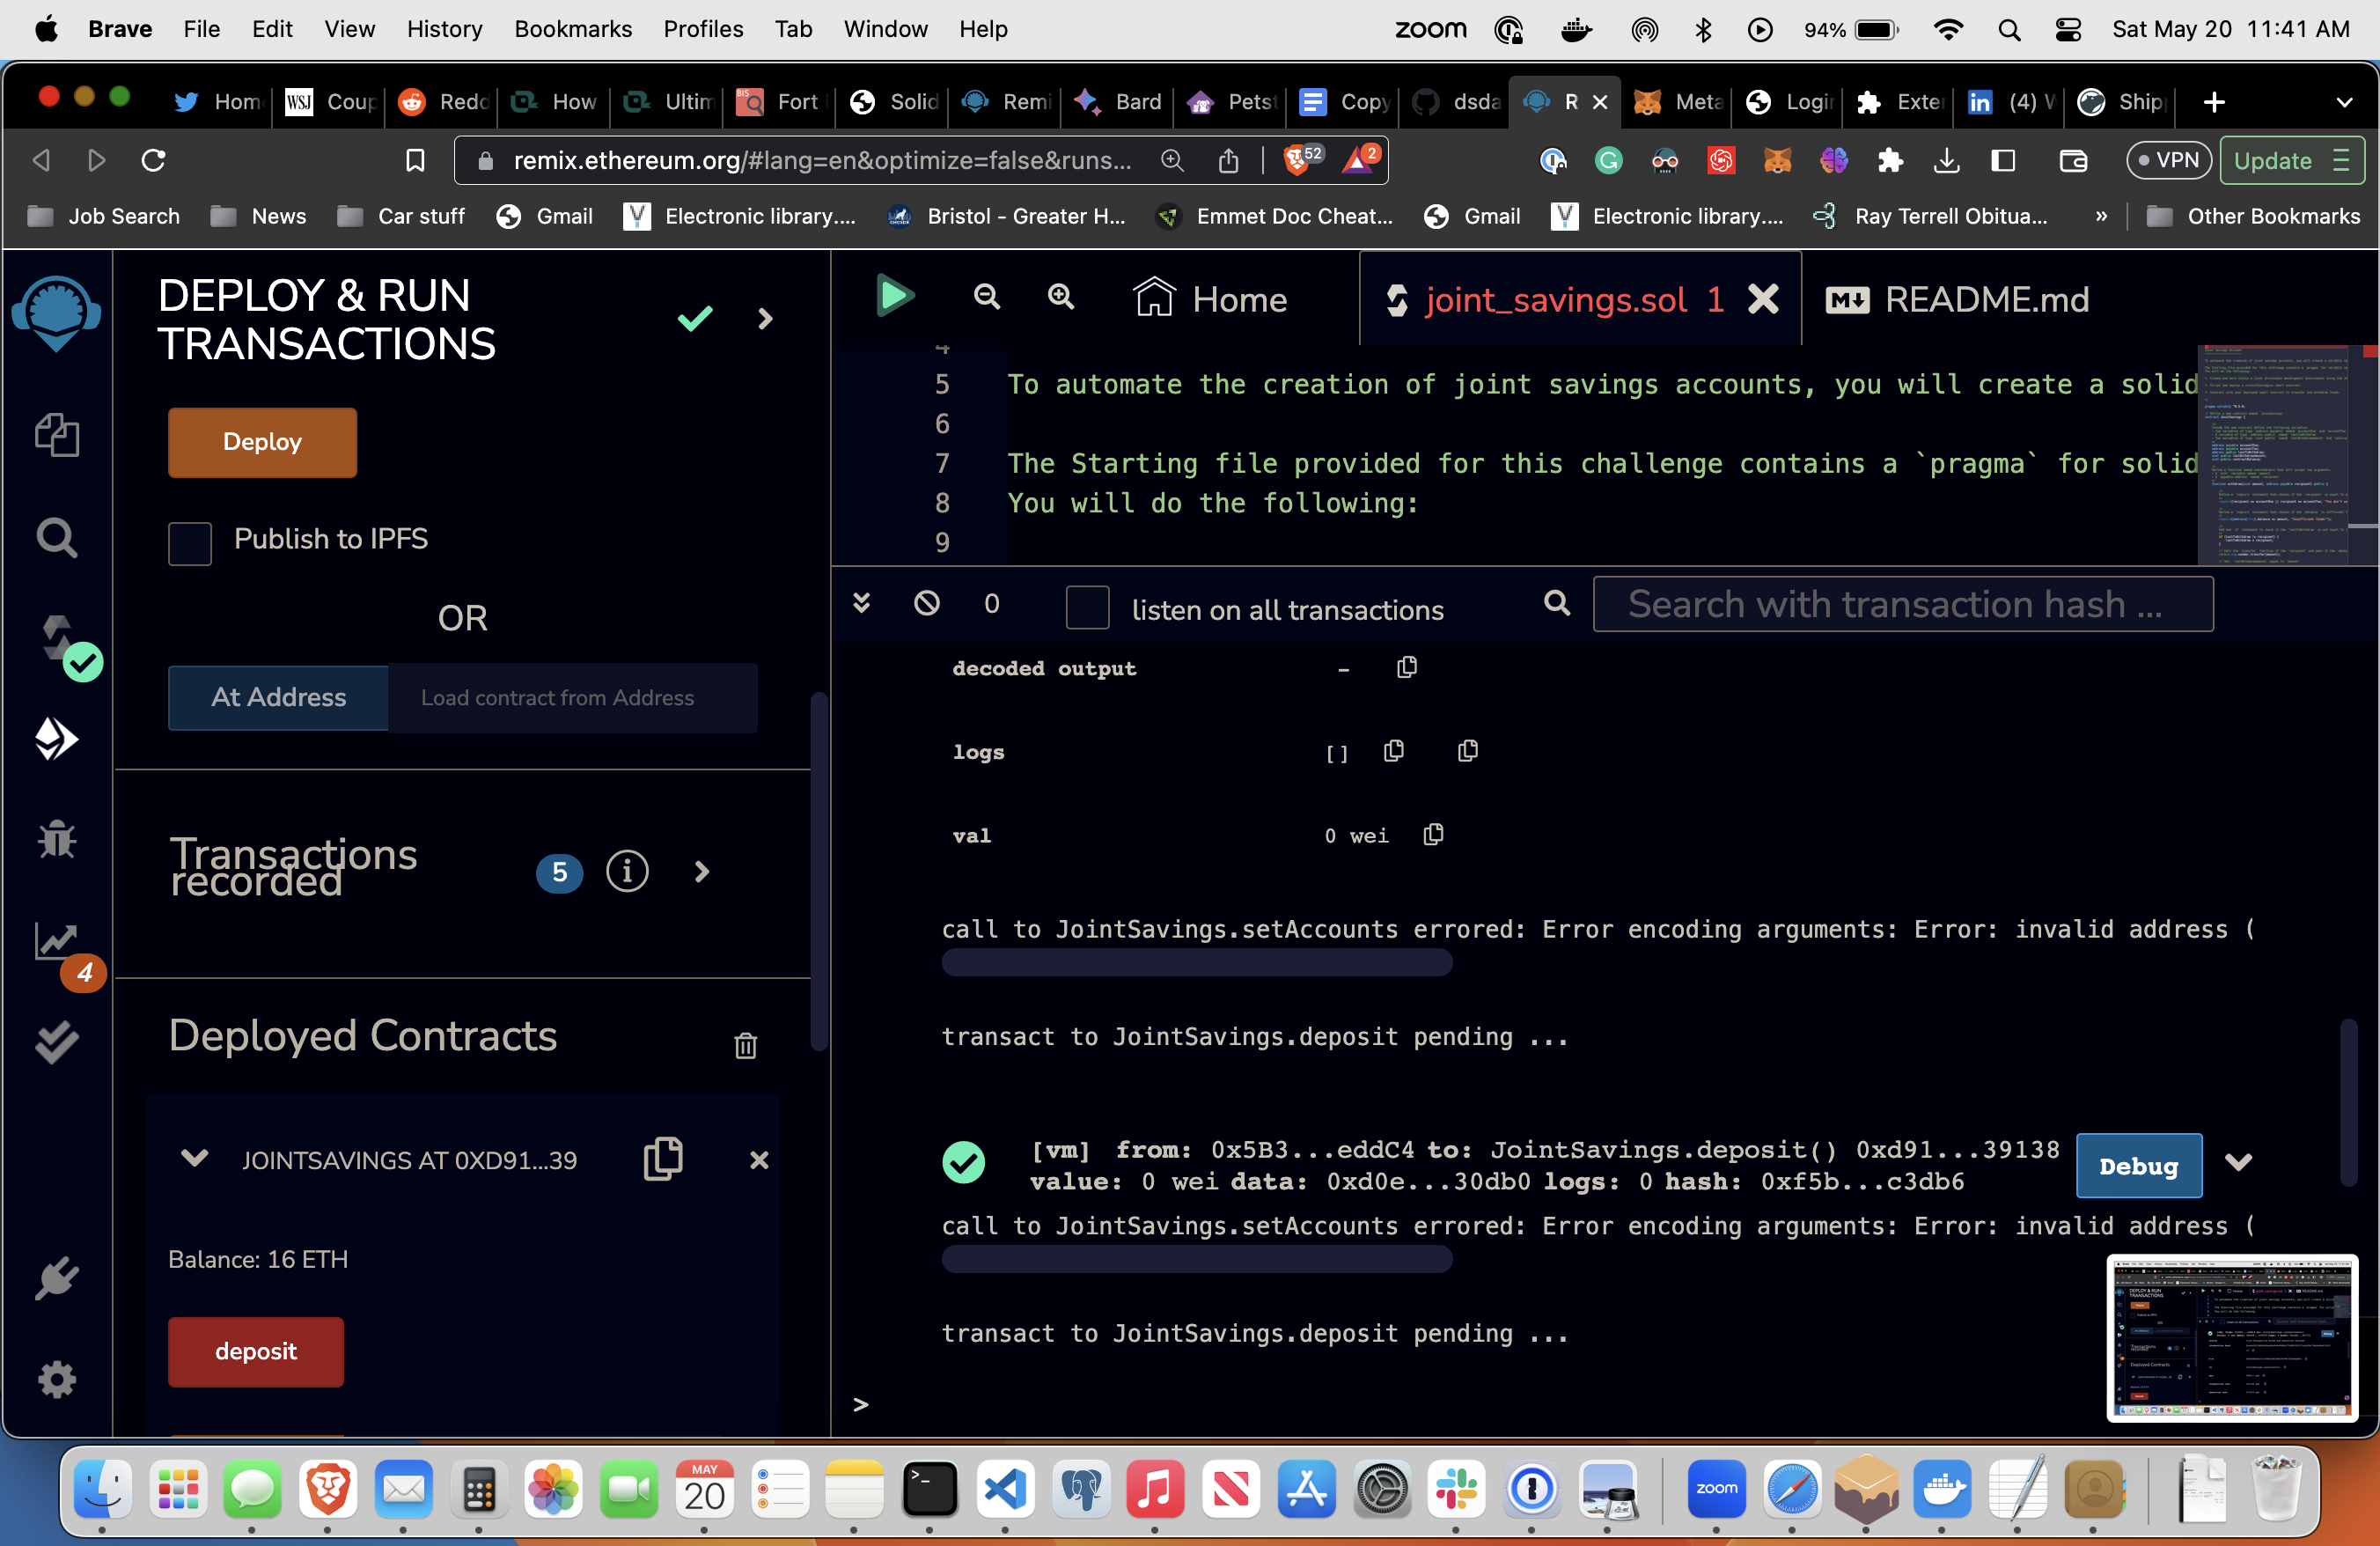 Brave File Edit View History Bookmarks Profiles Tab Window Help zoom 94% Sat May 20 11:41 AM
Hom WSJ Coup Redd How Ultim BIS Fort Solid Remi Bard Petst Copy dsda R Meta Login Exter in (4) Ship
remix.ethereum.org/#lang=en&optimize=false&runs... 52 2 VPN Update
Job Search News Car stuff Gmail Electronic library.... Bristol - Greater H... Emmet Doc Cheat... Gmail Electronic library.... Ray Terrell Obitua... » Other Bookmarks
DEPLOY & RUN
TRANSACTIONS
Deploy
Publish to IPFS
OR
At Address Load contract from Address
Transactions
recorded 5
4
Deployed Contracts
JOINTSAVINGS AT 0XD91...39
Balance: 16 ETH
deposit
Home joint_savings.sol 1 README.md
4
5 To automate the creation of joint savings accounts, you will create a solid
6
7 The Starting file provided for this challenge contains a `pragma` for solid
8 You will do the following:
9
0 listen on all transactions Search with transaction hash ...
decoded output -
logs []
val 0 wei
call to JointSavings.setAccounts errored: Error encoding arguments: Error: invalid address (
transact to JointSavings.deposit pending ...
[vm] from: 0x5B3...eddC4 to: JointSavings.deposit() 0xd91...39138
value: 0 wei data: 0xd0e...30db0 logs: 0 hash: 0xf5b...c3db6
Debug
call to JointSavings.setAccounts errored: Error encoding arguments: Error: invalid address (
transact to JointSavings.deposit pending ...
>
MAY
20
zoom